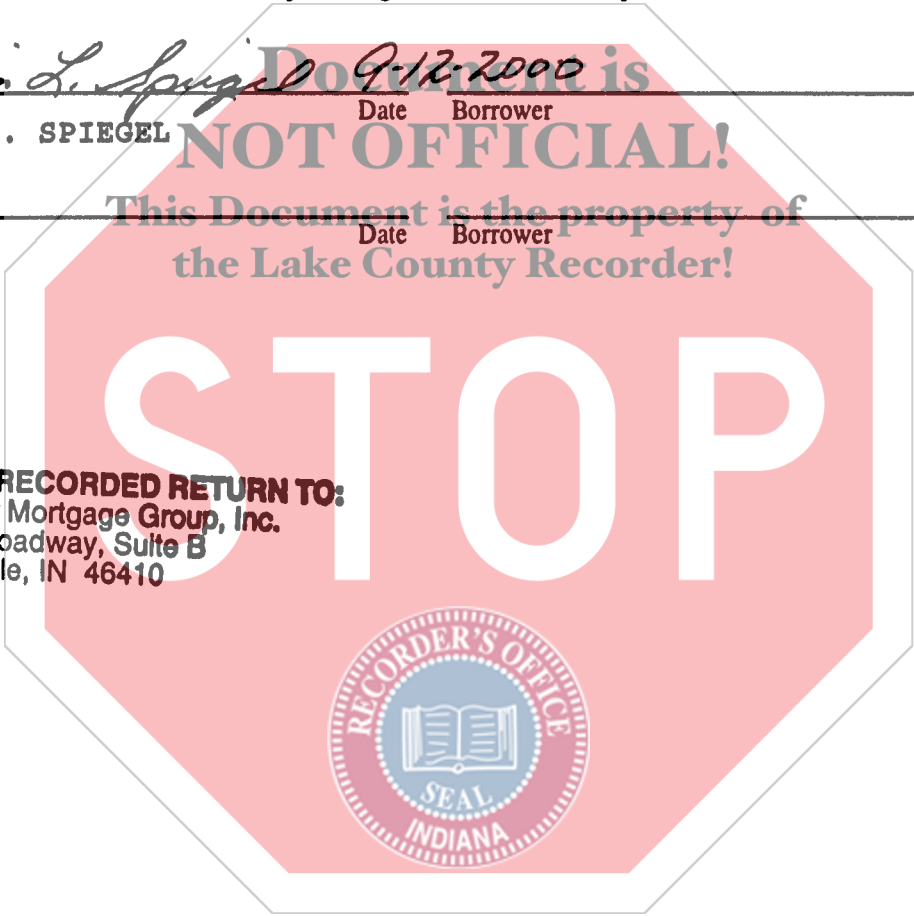 L. Spiegel 9-12-2000
Document is
Date Borrower
. SPIEGEL
NOT OFFICIAL!
This Document is the property of
Date Borrower
the Lake County Recorder!
STOP
RECORDED RETURN TO:
Mortgage Group, Inc.
oadway, Suite B
le, IN 46410
RECORDER'S OFFICE
SEAL
INDIANA